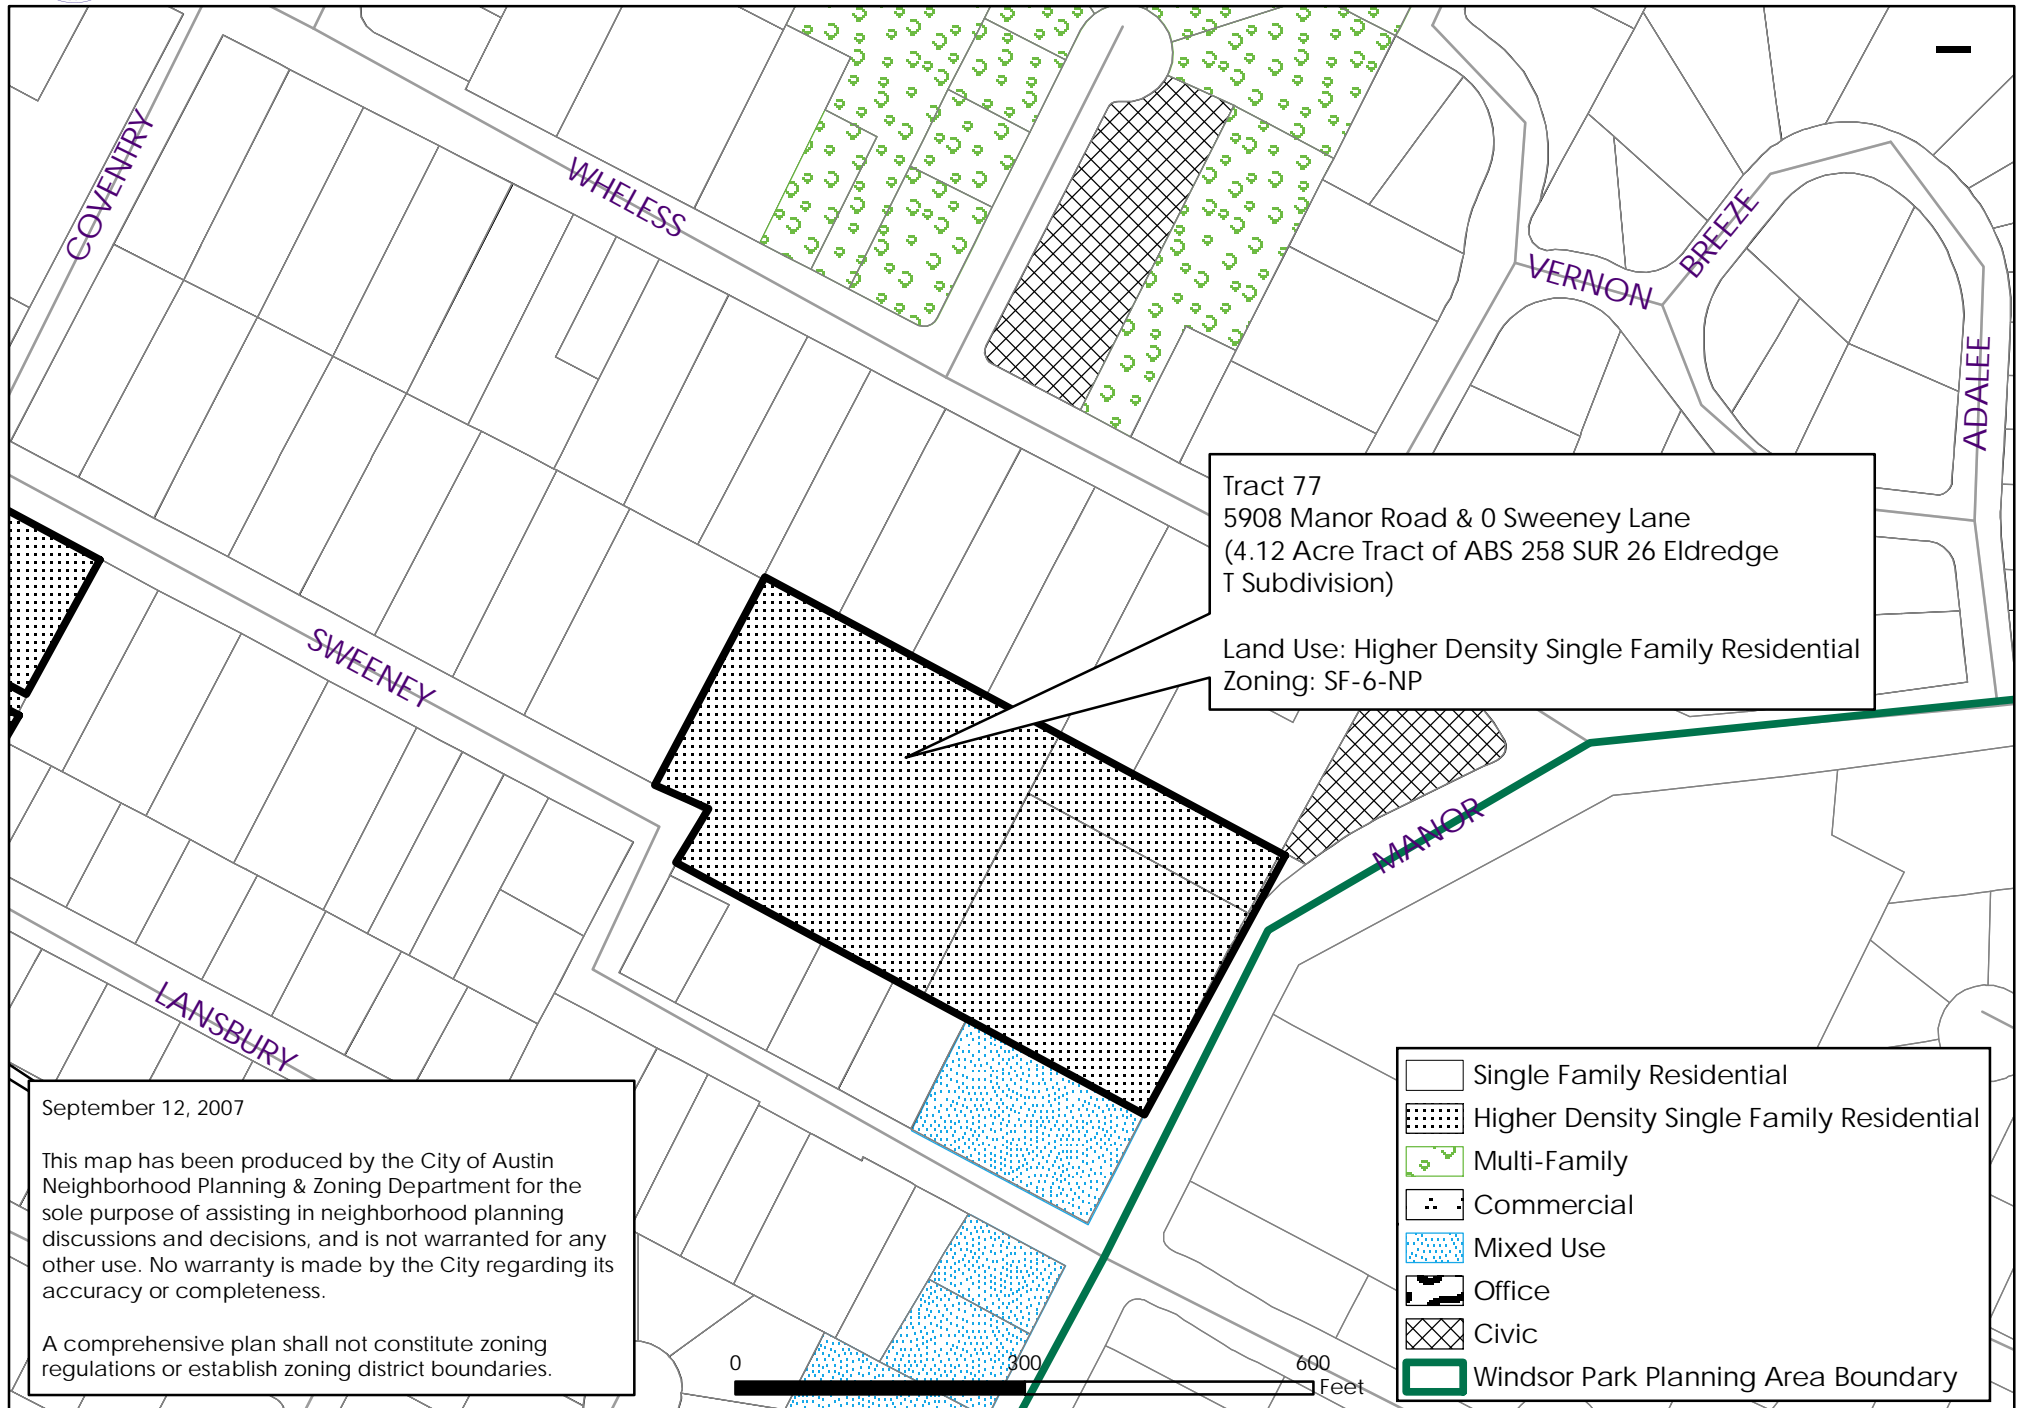 COVENTRY
WHELESS
VERNON
BREEZE
ADALEE
Tract 77
5908 Manor Road & 0 Sweeney Lane
(4.12 Acre Tract of ABS 258 SUR 26 Eldredge
T Subdivision)
Land Use: Higher Density Single Family Residential
Zoning: SF-6-NP
SWEENEY
MANOR
LANSBURY
September 12, 2007
This map has been produced by the City of Austin
Neighborhood Planning & Zoning Department for the
sole purpose of assisting in neighborhood planning
discussions and decisions, and is not warranted for any
other use. No warranty is made by the City regarding its
accuracy or completeness.
A comprehensive plan shall not constitute zoning
regulations or establish zoning district boundaries.
0 300 600
Feet
Single Family Residential
Higher Density Single Family Residential
Multi-Family
Commercial
Mixed Use
Office
Civic
Windsor Park Planning Area Boundary